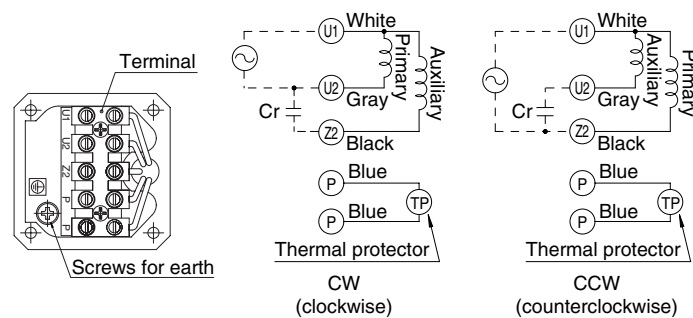 Terminal
U1
U2
Z2
P
P
Screws for earth
U1 White
Primary
Auxiliary
U2
Gray
Cr
Z2
Black
P Blue
TP
P Blue
Thermal protector
CW
(clockwise)
U1 White
Auxiliary
Primary
U2
Gray
Cr
Z2
Black
P Blue
TP
P Blue
Thermal protector
CCW
(counterclockwise)